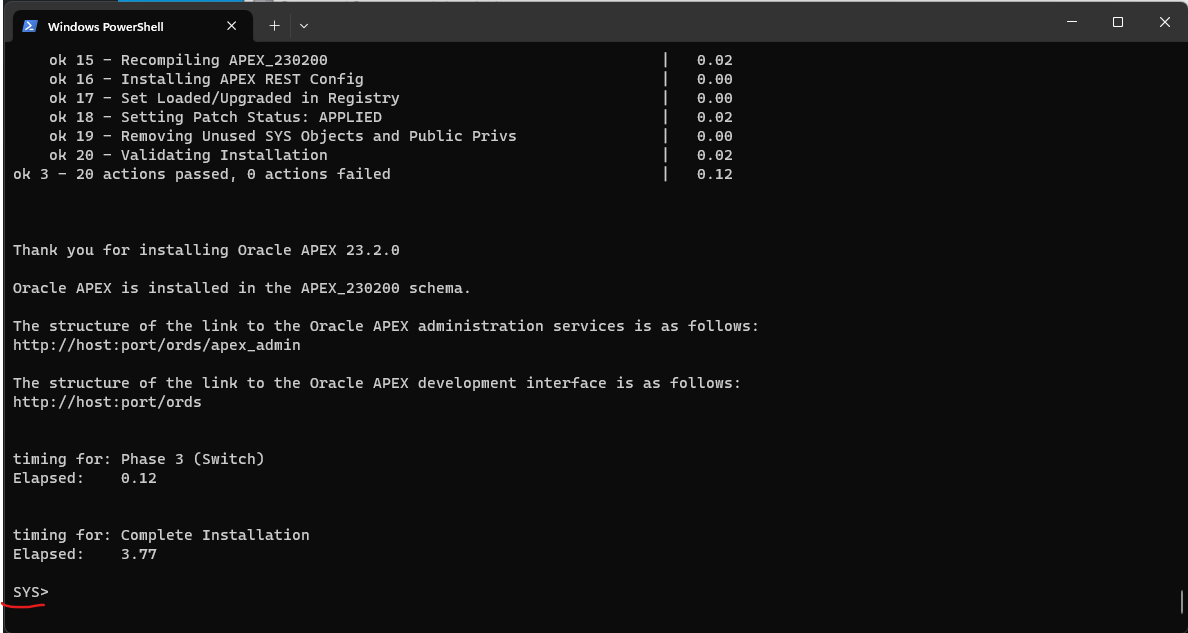 Windows PowerShell
ok 15 - Recompiling APEX_230200 | 0.02
ok 16 - Installing APEX REST Config | 0.00
ok 17 - Set Loaded/Upgraded in Registry | 0.00
ok 18 - Setting Patch Status: APPLIED | 0.02
ok 19 - Removing Unused SYS Objects and Public Privs | 0.00
ok 20 - Validating Installation | 0.02
ok 3 - 20 actions passed, 0 actions failed | 0.12
Thank you for installing Oracle APEX 23.2.0
Oracle APEX is installed in the APEX_230200 schema.
The structure of the link to the Oracle APEX administration services is as follows:
http://host:port/ords/apex_admin
The structure of the link to the Oracle APEX development interface is as follows:
http://host:port/ords
timing for: Phase 3 (Switch)
Elapsed: 0.12
timing for: Complete Installation
Elapsed: 3.77
SYS>